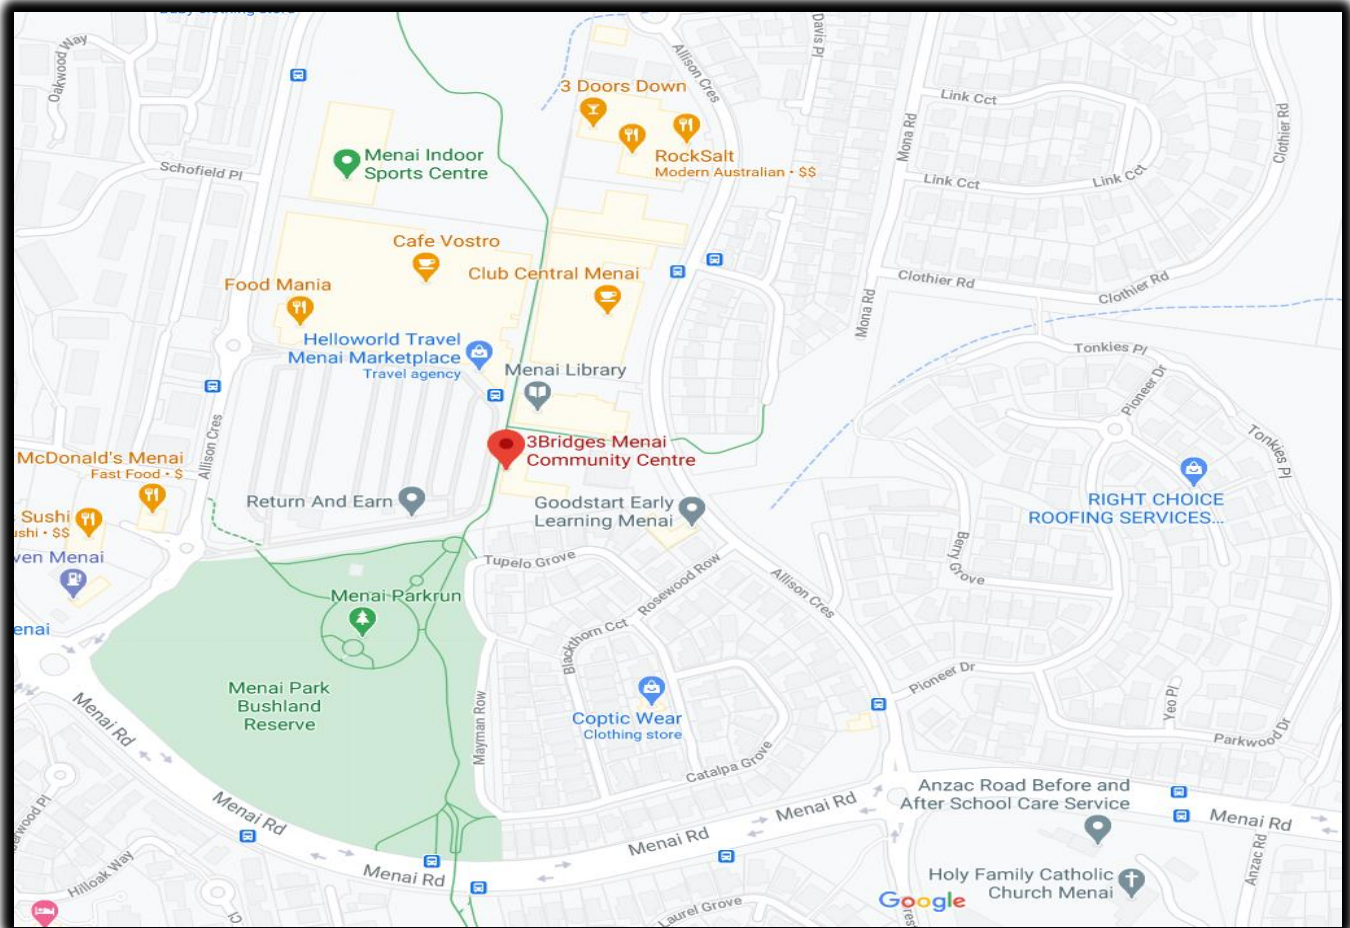 Oakwood Way
Allison Cres
Davis Pl
3 Doors Down
Link Cct
Mona Rd
Clothier Rd
Menai Indoor
Sports Centre
RockSalt
Modern Australian • $$
Schofield Pl
Link Cct
Link Cct
Cafe Vostro
Club Central Menai
Food Mania
Clothier Rd
Clothier Rd
Mona Rd
Helloworld Travel
Menai Marketplace
Travel agency
Menai Library
Tonkies Pl
Pioneer Dr
Allison Cres
3Bridges Menai
Community Centre
Tonkies Pl
McDonald's Menai
Fast Food • $
Return And Earn
Goodstart Early
Learning Menai
RIGHT CHOICE
ROOFING SERVICES...
Sushi
ushi • $$
ven Menai
Tupelo Grove
Rosewood Row
Berry Grove
Allison Cres
Menai Parkrun
enai
Blackthorn Cct
Pioneer Dr
Menai Park
Bushland
Reserve
Menai Rd
Mayman Row
Coptic Wear
Clothing store
Yeo Pl
Parkwood Dr
Catalpa Grove
Menai Rd
Menai Rd
Menai Rd
Anzac Road Before and
After School Care Service
Menai Rd
Menai Rd
Anzac Rd
Hilloak Way
Holy Family Catholic
Church Menai
Google
Laurel Grove